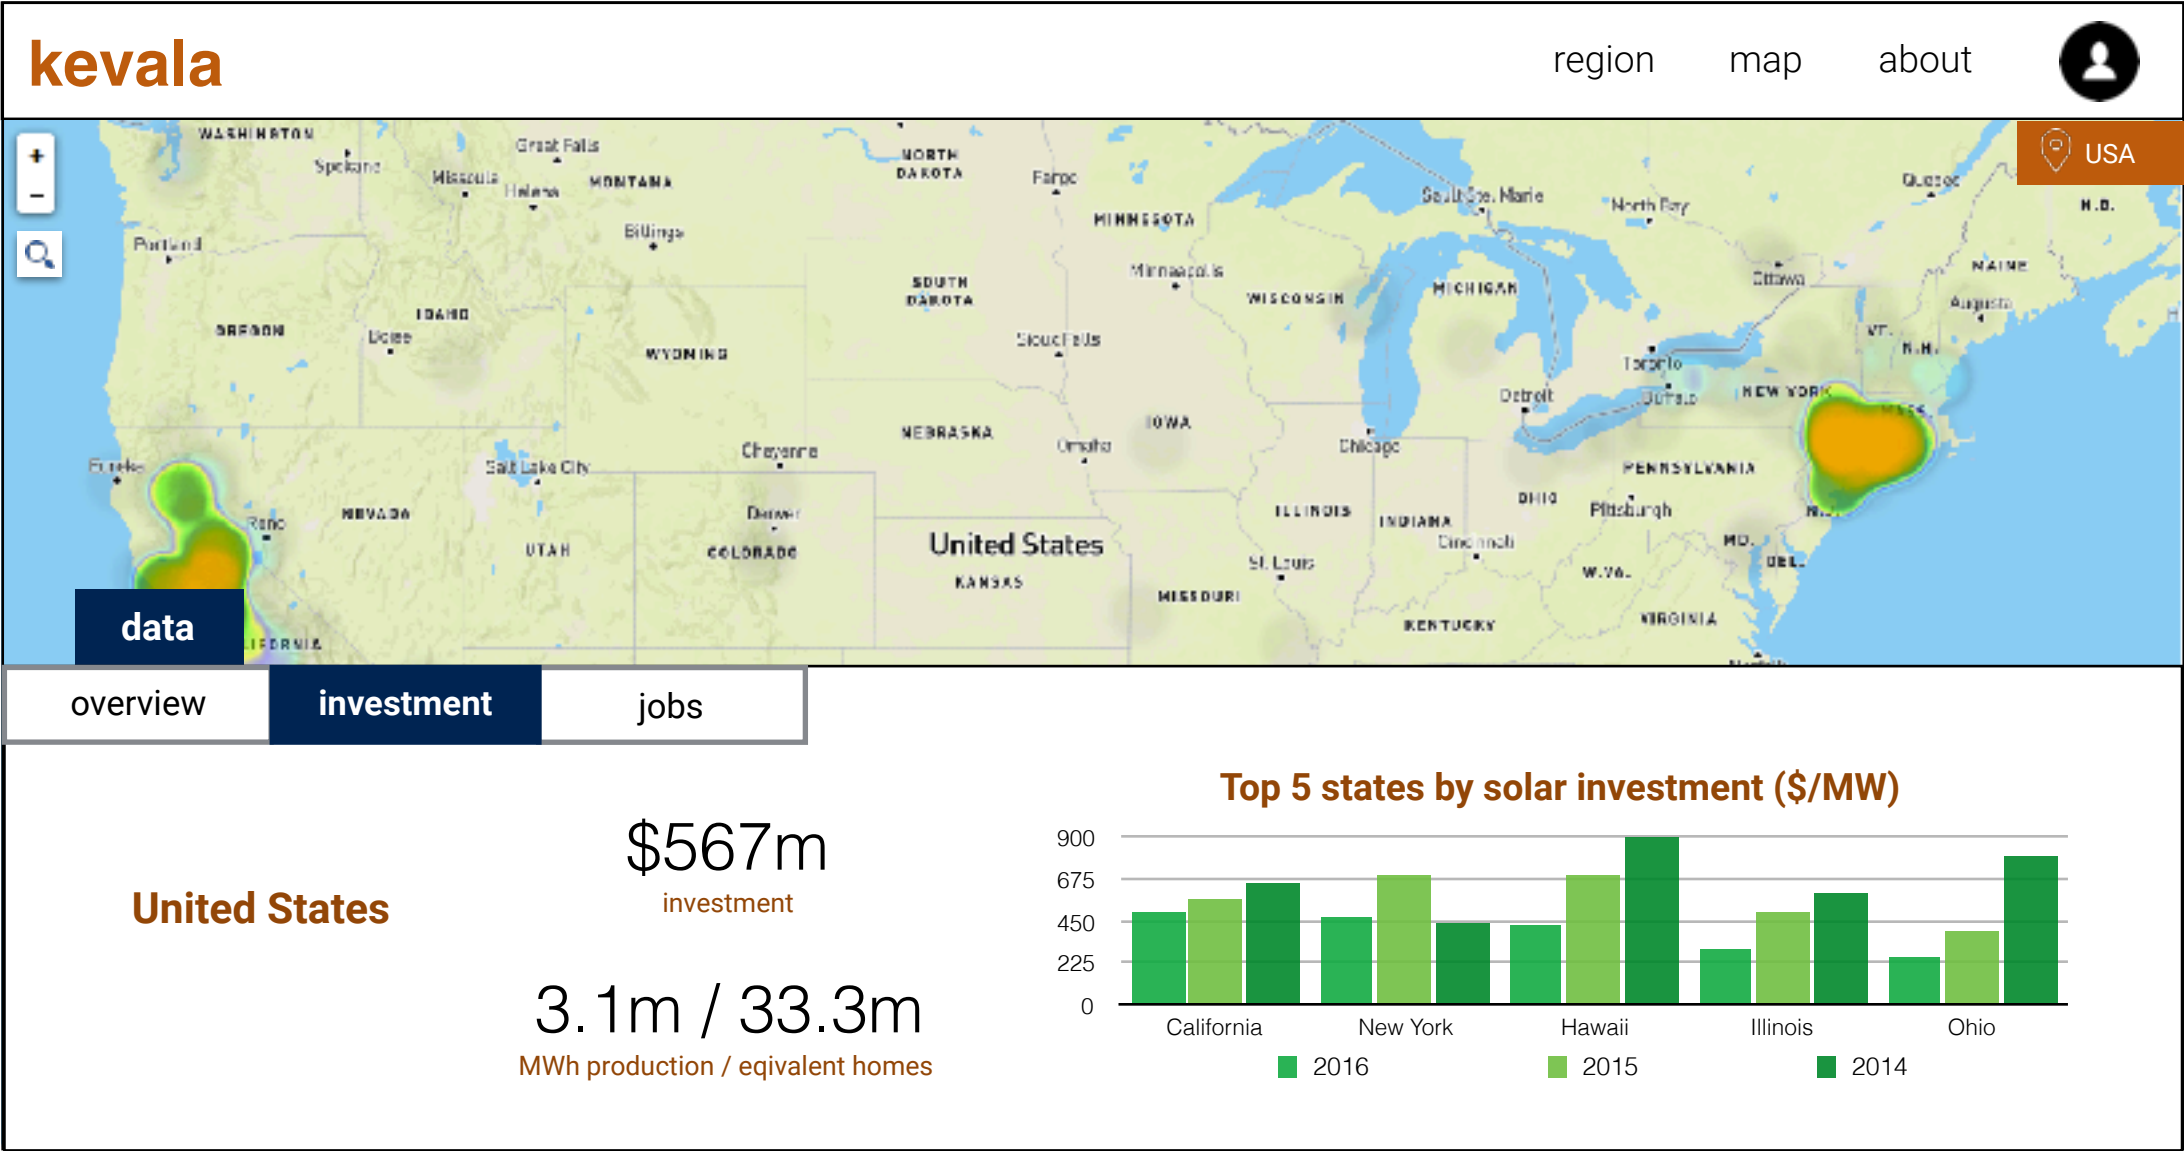 kevala
region map about
+
−
USA
WASHINGTON
Spokane
Great Falls
Missoula
Helena
MONTANA
NORTH
DAKOTA
Fargo
MINNESOTA
Sault Ste. Marie
North Bay
Quebec
N.B.
Portland
Billings
Minneapolis
Ottawa
MAINE
SOUTH
DAKOTA
WISCONSIN
MICHIGAN
Augusta
IDAHO
OREGON
Boise
WYOMING
Sioux Falls
VT.
N.H.
Toronto
Detroit
Buffalo
NEW YORK
MASS.
IOWA
NEBRASKA
Omaha
Chicago
Cheyenne
Eureka
Salt Lake City
PENNSYLVANIA
OHIO
Pittsburgh
ILLINOIS
INDIANA
NEVADA
Reno
Denver
COLORADO
UTAH
United States
KANSAS
Cincinnati
MD.
DEL.
St. Louis
W.VA.
MISSOURI
KENTUCKY
VIRGINIA
data
LIFORNIA
overview investment jobs
United States
$567m
investment
3.1m / 33.3m
MWh production / eqivalent homes
Top 5 states by solar investment ($/MW)
900
675
450
225
0
California New York Hawaii Illinois Ohio
2016 2015 2014